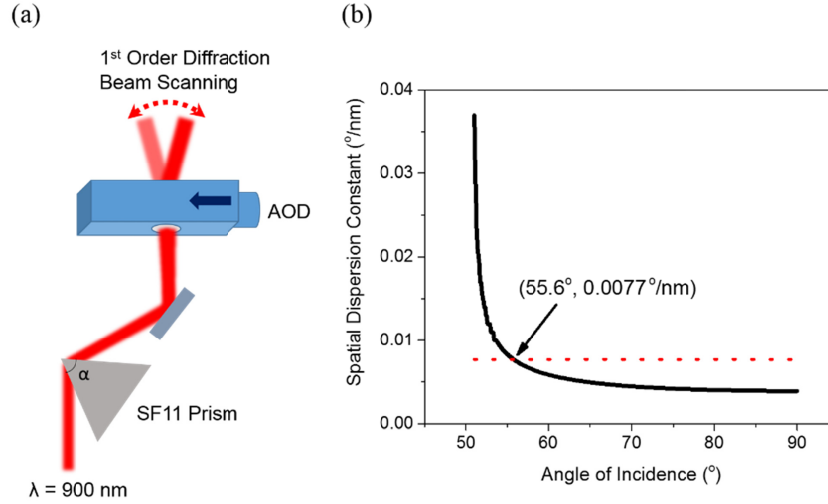 (a)
1st Order Diffraction
Beam Scanning
AOD
α
SF11 Prism
λ = 900 nm
(b)
Spatial Dispersion Constant (°/nm)
0.04
0.03
0.02
0.01
0.00
(55.6°, 0.0077°/nm)
50 60 70 80 90
Angle of Incidence (°)